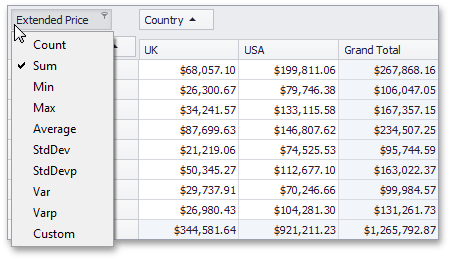 Extended Price Country
Count
Sum UK USA Grand Total
Min $68,057.10 $199,811.06 $267,868.16
Max $26,300.67 $79,746.38 $106,047.05
Average $34,241.57 $133,115.58 $167,357.15
StdDev $87,699.63 $146,807.62 $234,507.25
StdDevp $21,219.06 $74,525.53 $95,744.59
Var $50,345.27 $112,677.10 $163,022.37
Varp $29,737.91 $70,246.66 $99,984.57
Custom $26,980.43 $104,281.30 $131,261.73
$344,581.64 $921,211.23 $1,265,792.87